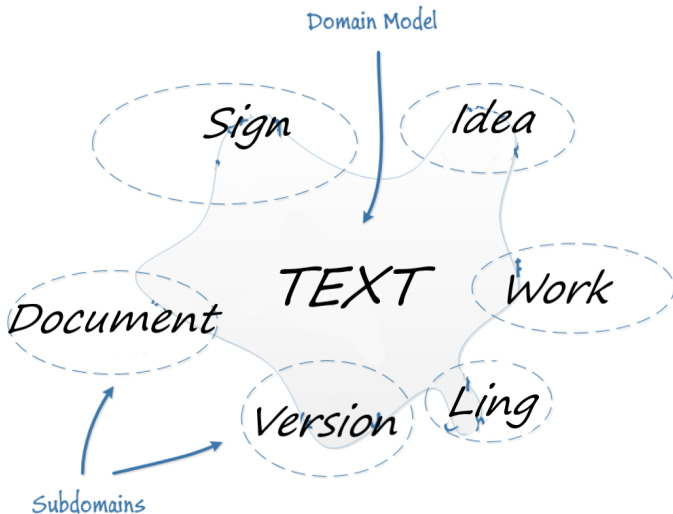 Domain Model
Sign
Idea
TEXT
Work
Document
Version
Ling
Subdomains